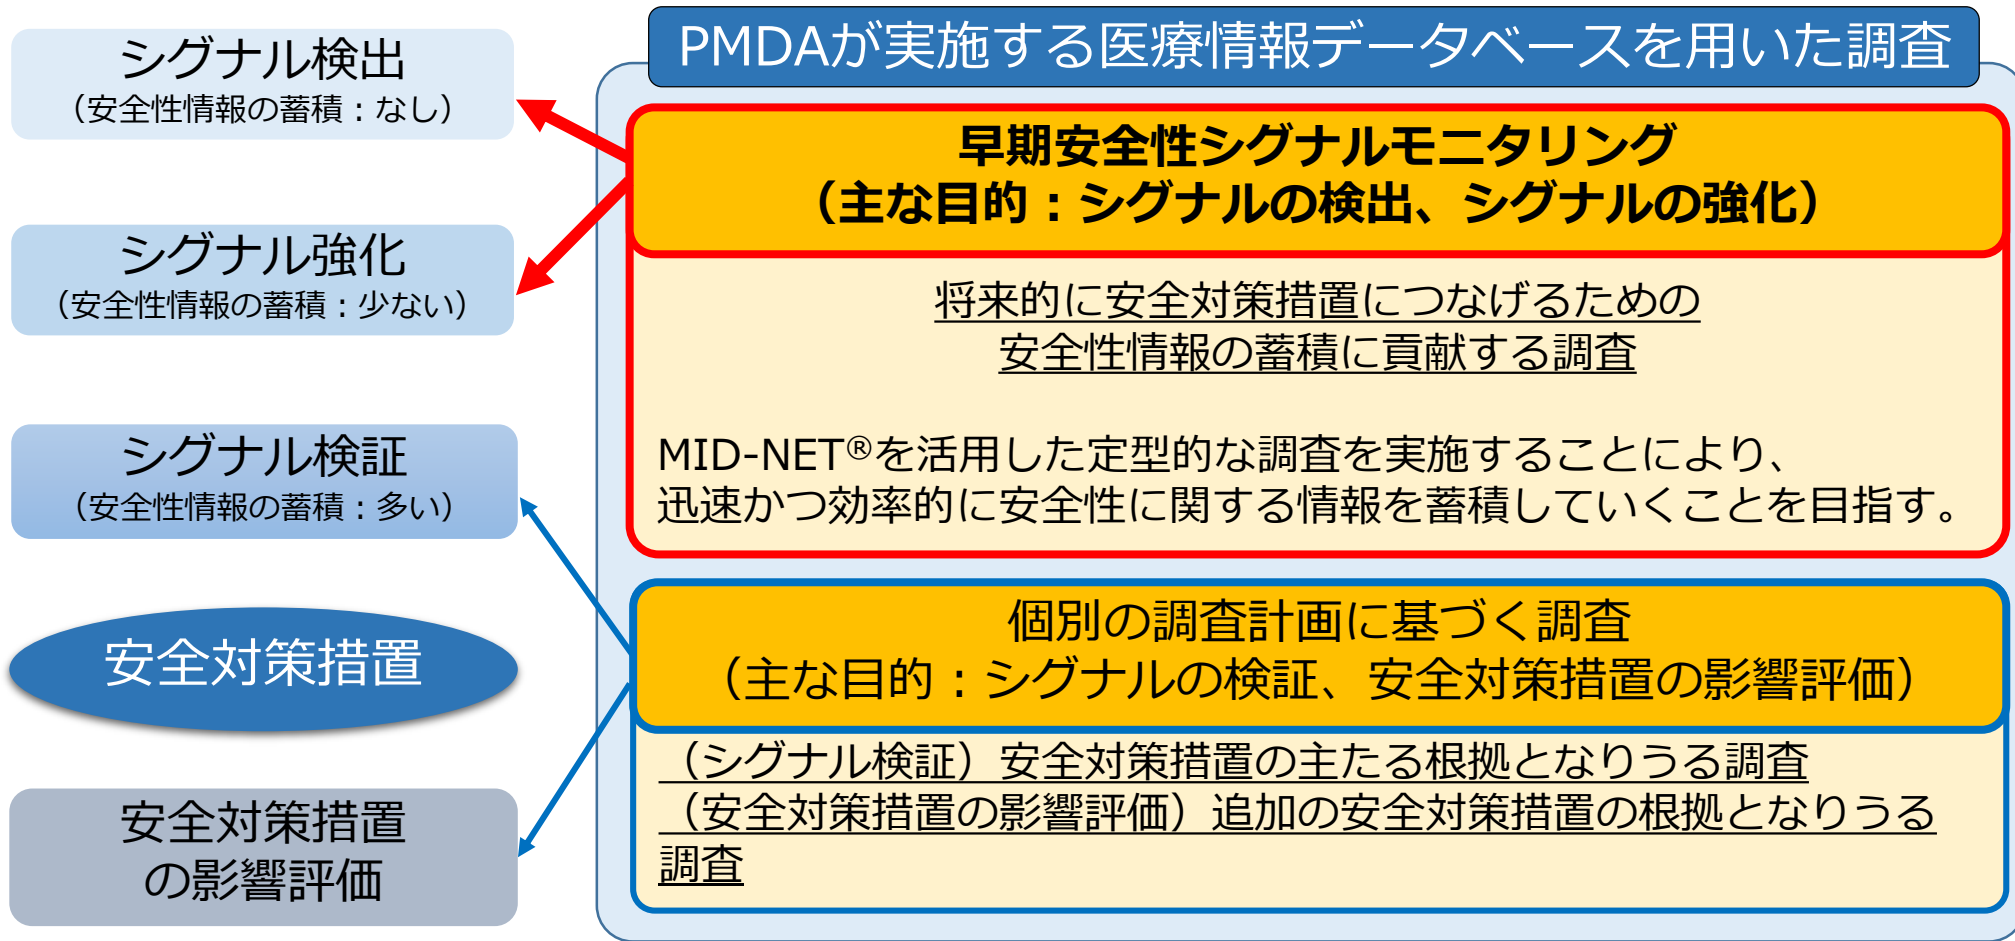 シグナル検出
（安全性情報の蓄積：なし）
シグナル強化
（安全性情報の蓄積：少ない）
シグナル検証
（安全性情報の蓄積：多い）
安全対策措置
安全対策措置
の影響評価
PMDAが実施する医療情報データベースを用いた調査
早期安全性シグナルモニタリング
（主な目的：シグナルの検出、シグナルの強化）
将来的に安全対策措置につなげるための
安全性情報の蓄積に貢献する調査
MID-NET®を活用した定型的な調査を実施することにより、
迅速かつ効率的に安全性に関する情報を蓄積していくことを目指す。
個別の調査計画に基づく調査
（主な目的：シグナルの検証、安全対策措置の影響評価）
（シグナル検証）安全対策措置の主たる根拠となりうる調査
（安全対策措置の影響評価）追加の安全対策措置の根拠となりうる
調査